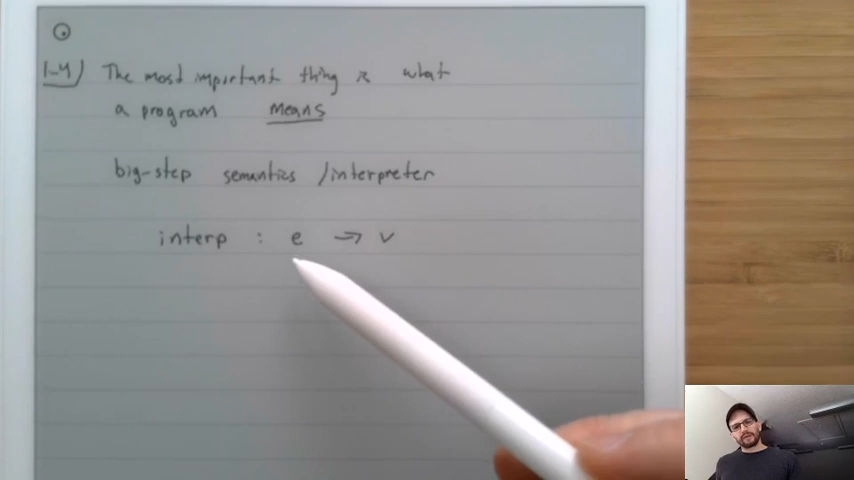 1-4) The most important thing is what
a program means
big-step semantics /interpreter
interp : e → v